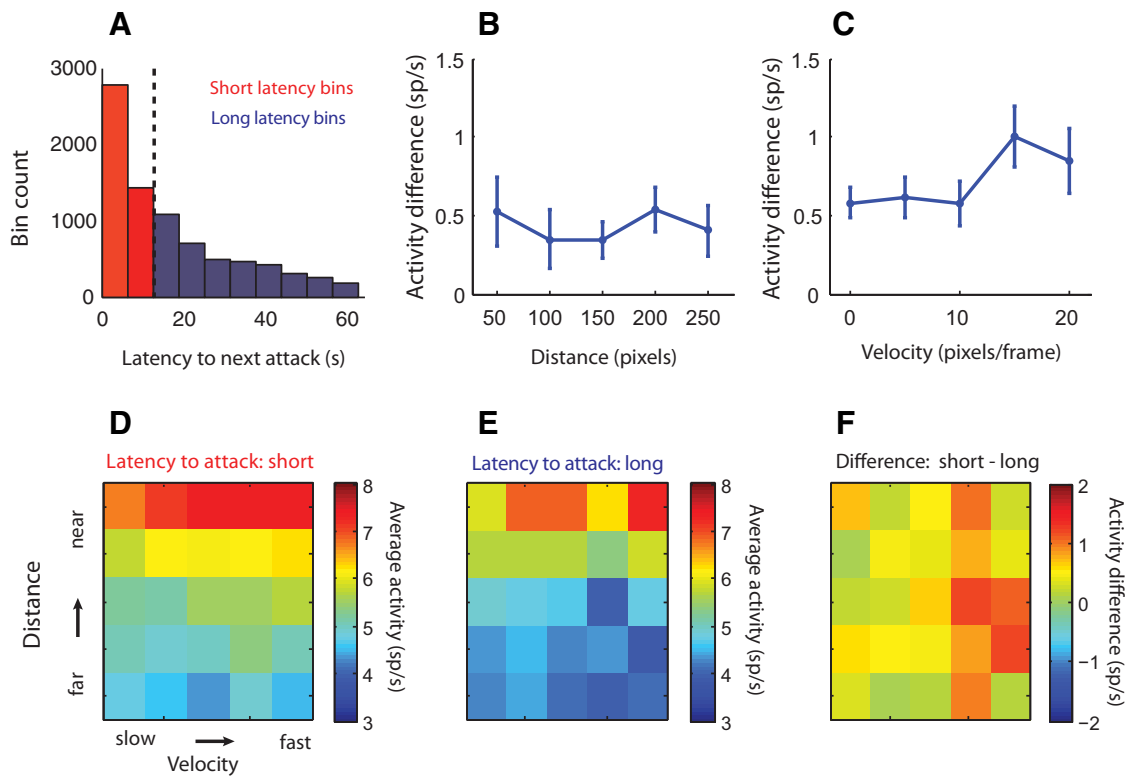 A
B
C
3000
2000
1000
0
Bin count
Short latency bins
Long latency bins
0
20
40
60
Latency to next attack (s)
1.5
1
0.5
0
Activity difference (sp/s)
50
100
150
200
250
Distance (pixels)
1.5
1
0.5
0
Activity difference (sp/s)
0
10
20
Velocity (pixels/frame)
D
E
F
Latency to attack: short
near
far
Distance
slow
fast
Velocity
8
7
6
5
4
3
Average activity (sp/s)
Latency to attack: long
8
7
6
5
4
3
Average activity (sp/s)
Difference: short - long
2
1
0
−1
−2
Activity difference (sp/s)